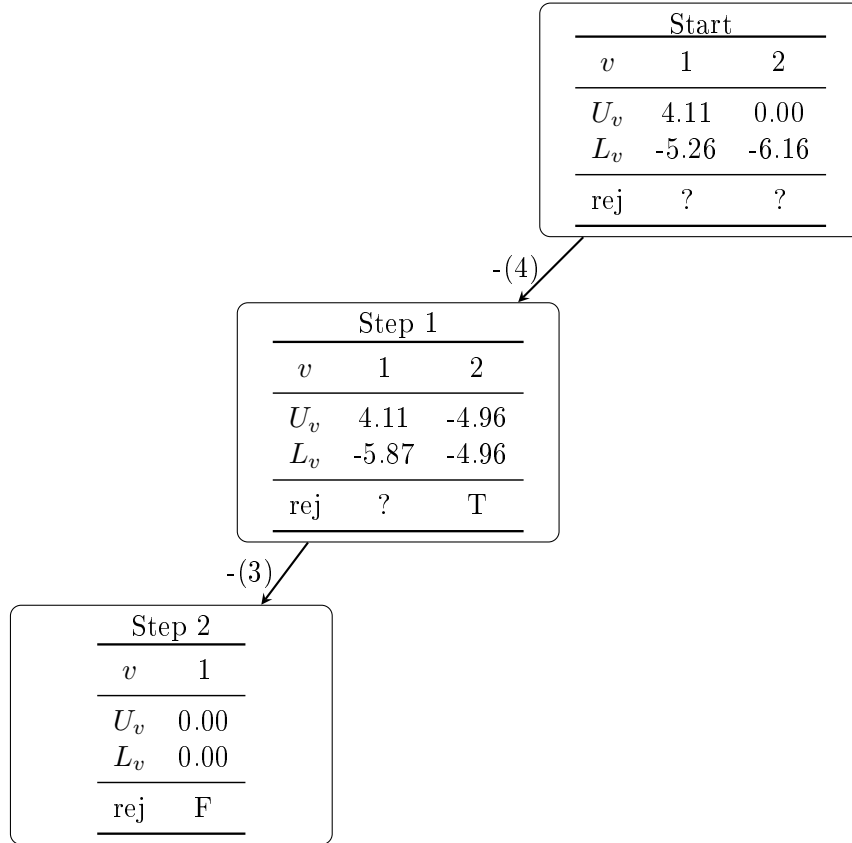 Start
v 1 2
U_v 4.11 0.00
L_v -5.26 -6.16
rej ? ?
-(4)
Step 1
v 1 2
U_v 4.11 -4.96
L_v -5.87 -4.96
rej ? T
-(3)
Step 2
v 1
U_v 0.00
L_v 0.00
rej F